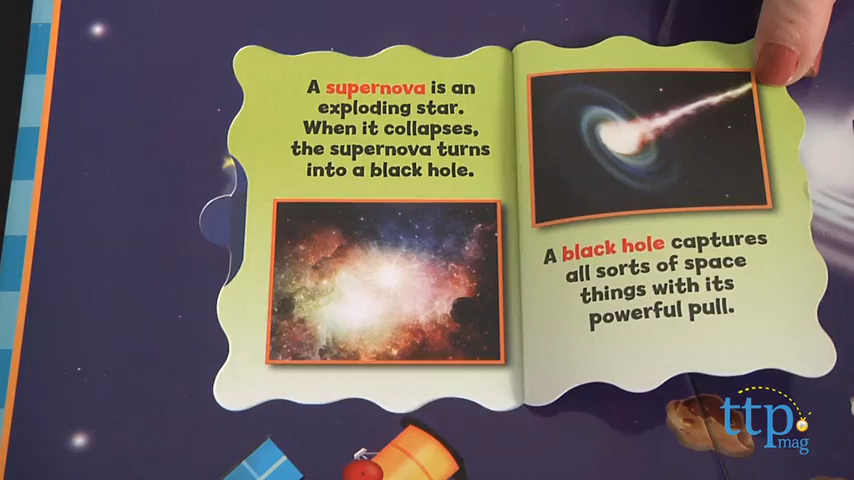 A supernova is an
exploding star.
When it collapses,
the supernova turns
into a black hole.
A black hole captures
all sorts of space
things with its
powerful pull.
ttp
mag